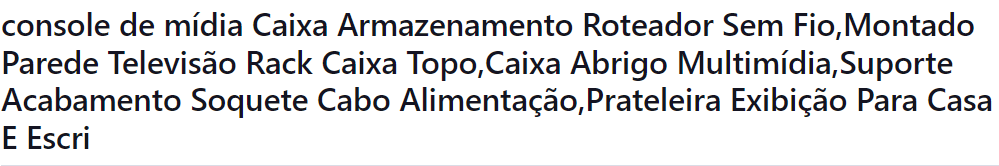 console de mídia Caixa Armazenamento Roteador Sem Fio,Montado
Parede Televisão Rack Caixa Topo,Caixa Abrigo Multimídia,Suporte
Acabamento Soquete Cabo Alimentação,Prateleira Exibição Para Casa
E Escri